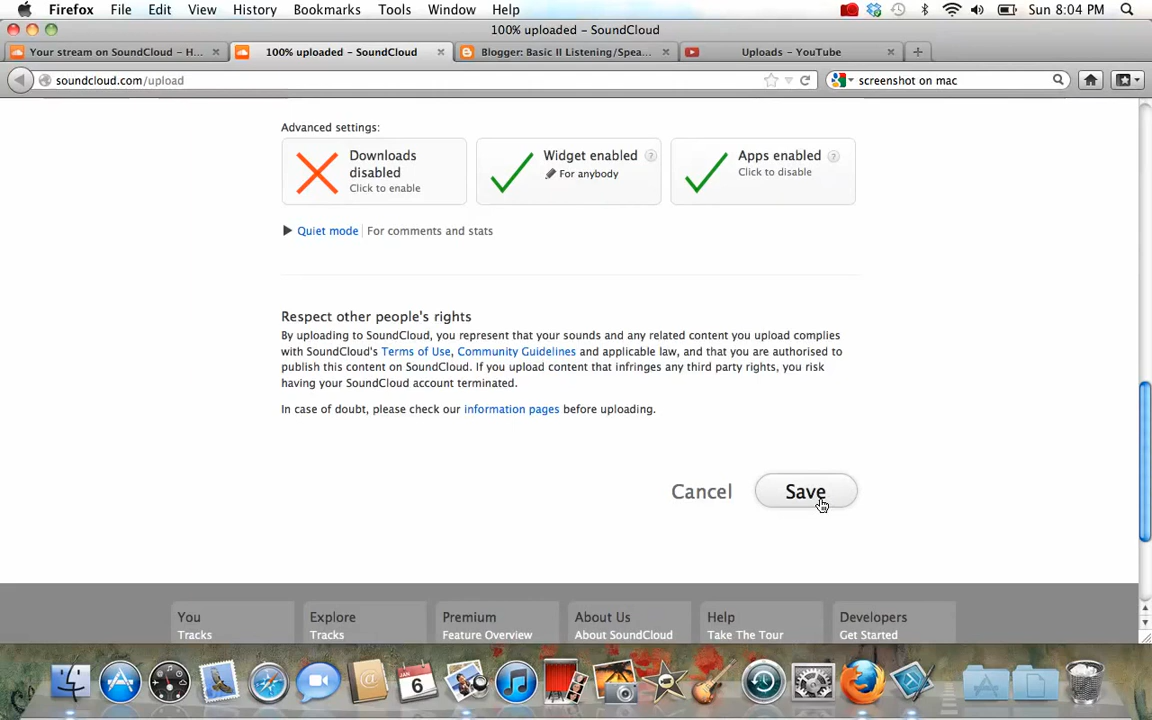 Firefox File Edit View History Bookmarks Tools Window Help Sun 8:04 PM
100% uploaded – SoundCloud
Your stream on SoundCloud – H... 100% uploaded – SoundCloud Blogger: Basic II Listening/Spea... Uploads – YouTube
soundcloud.com/upload screenshot on mac
Advanced settings:
Downloads disabled
Click to enable
Widget enabled ?
For anybody
Apps enabled ?
Click to disable
Quiet mode For comments and stats
Respect other people's rights
By uploading to SoundCloud, you represent that your sounds and any related content you upload complies
with SoundCloud's Terms of Use, Community Guidelines and applicable law, and that you are authorised to
publish this content on SoundCloud. If you upload content that infringes any third party rights, you risk
having your SoundCloud account terminated.
In case of doubt, please check our information pages before uploading.
Cancel Save
You Explore Premium About Us Help Developers
Tracks Tracks Feature Overview About SoundCloud Take The Tour Get Started
6